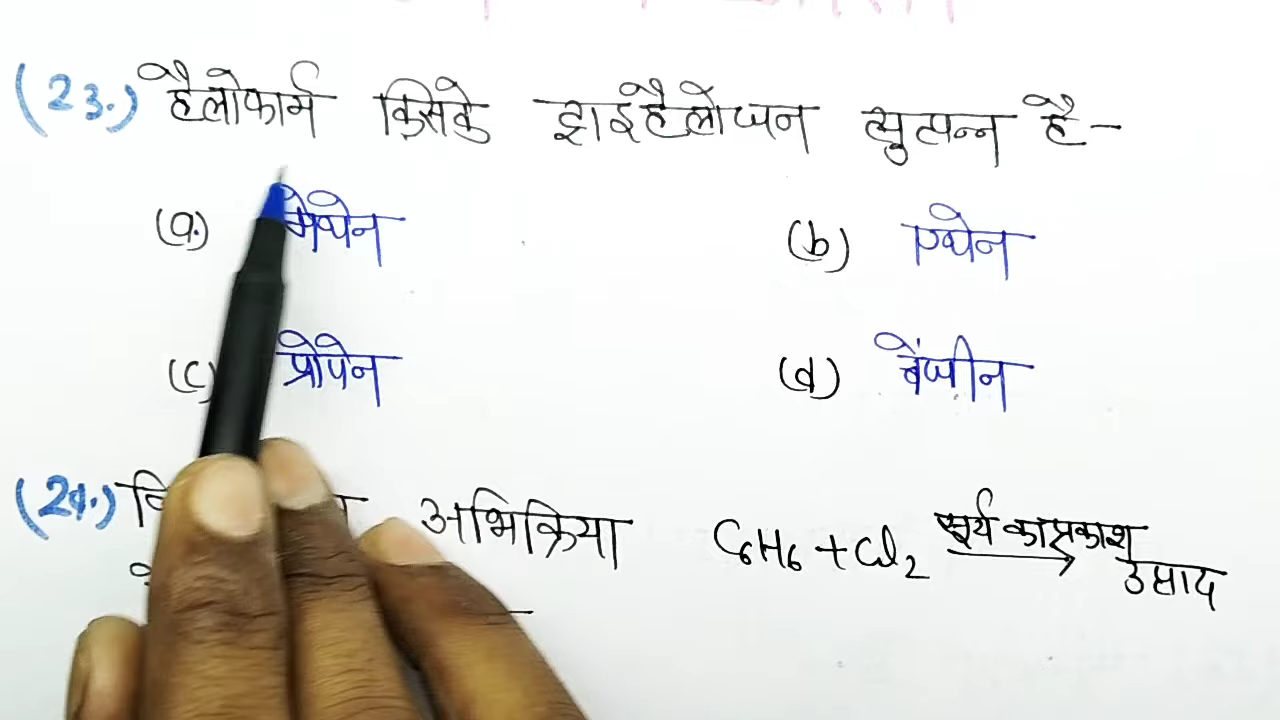 (23.) हैलोफार्म किसके ट्राइहैलोजन व्युत्पन्न है-
(a) मेथेन (b) एथेन
(c) प्रोपेन (d) बेंजीन
(24.) अभिक्रिया C6H6 + Cl2 सूर्य का प्रकाश उत्पाद